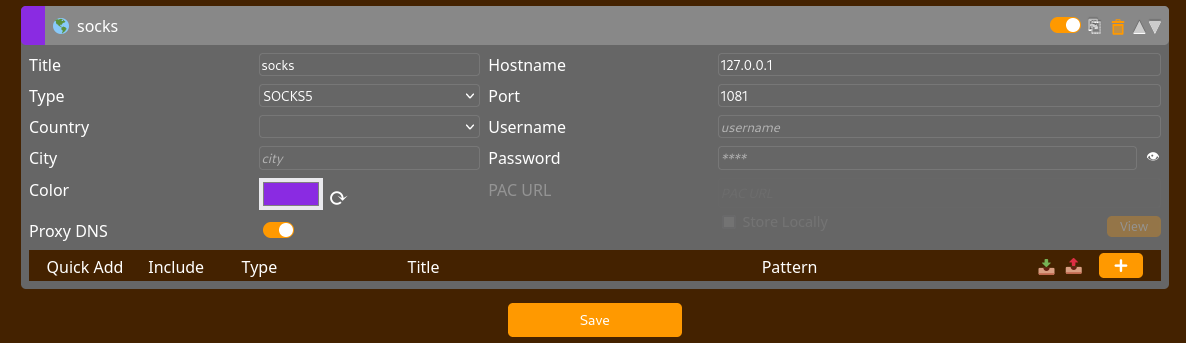 socks
Title socks Hostname 127.0.0.1
Type SOCKS5 Port 1081
Country Username username
City city Password ****
Color PAC URL PAC URL
Store Locally
Proxy DNS View
Quick Add Include Type Title Pattern +
Save